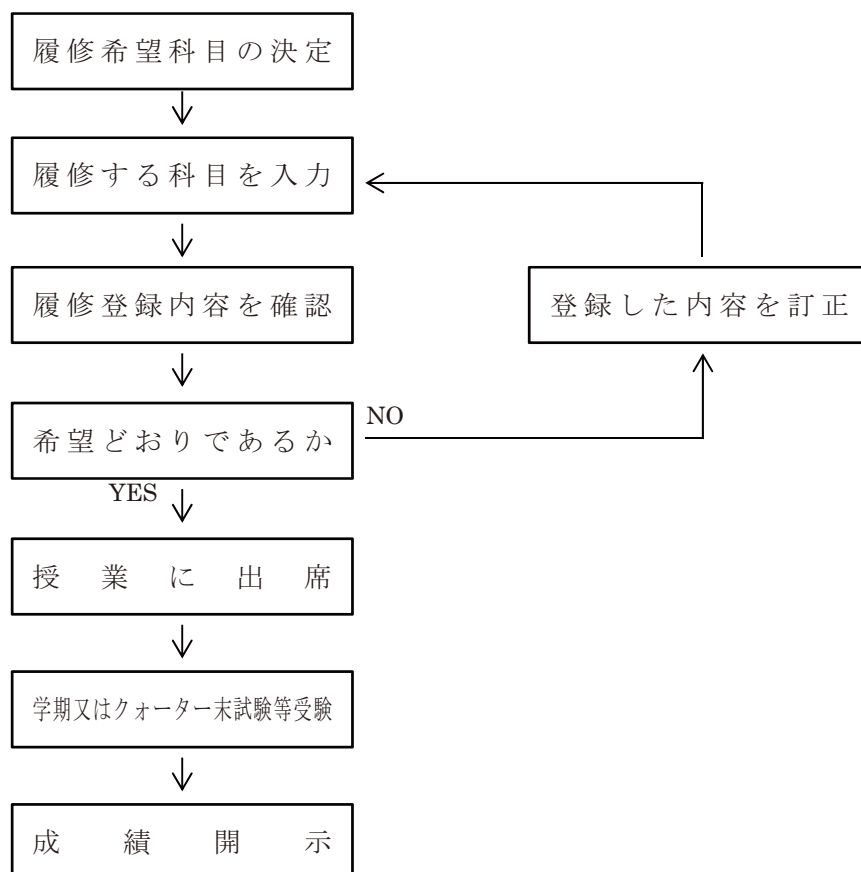 履修希望科目の決定
履修する科目を入力
履修登録内容を確認
登録した内容を訂正
希望どおりであるか
NO
YES
授業に出席
学期又はクォーター末試験等受験
成績開示